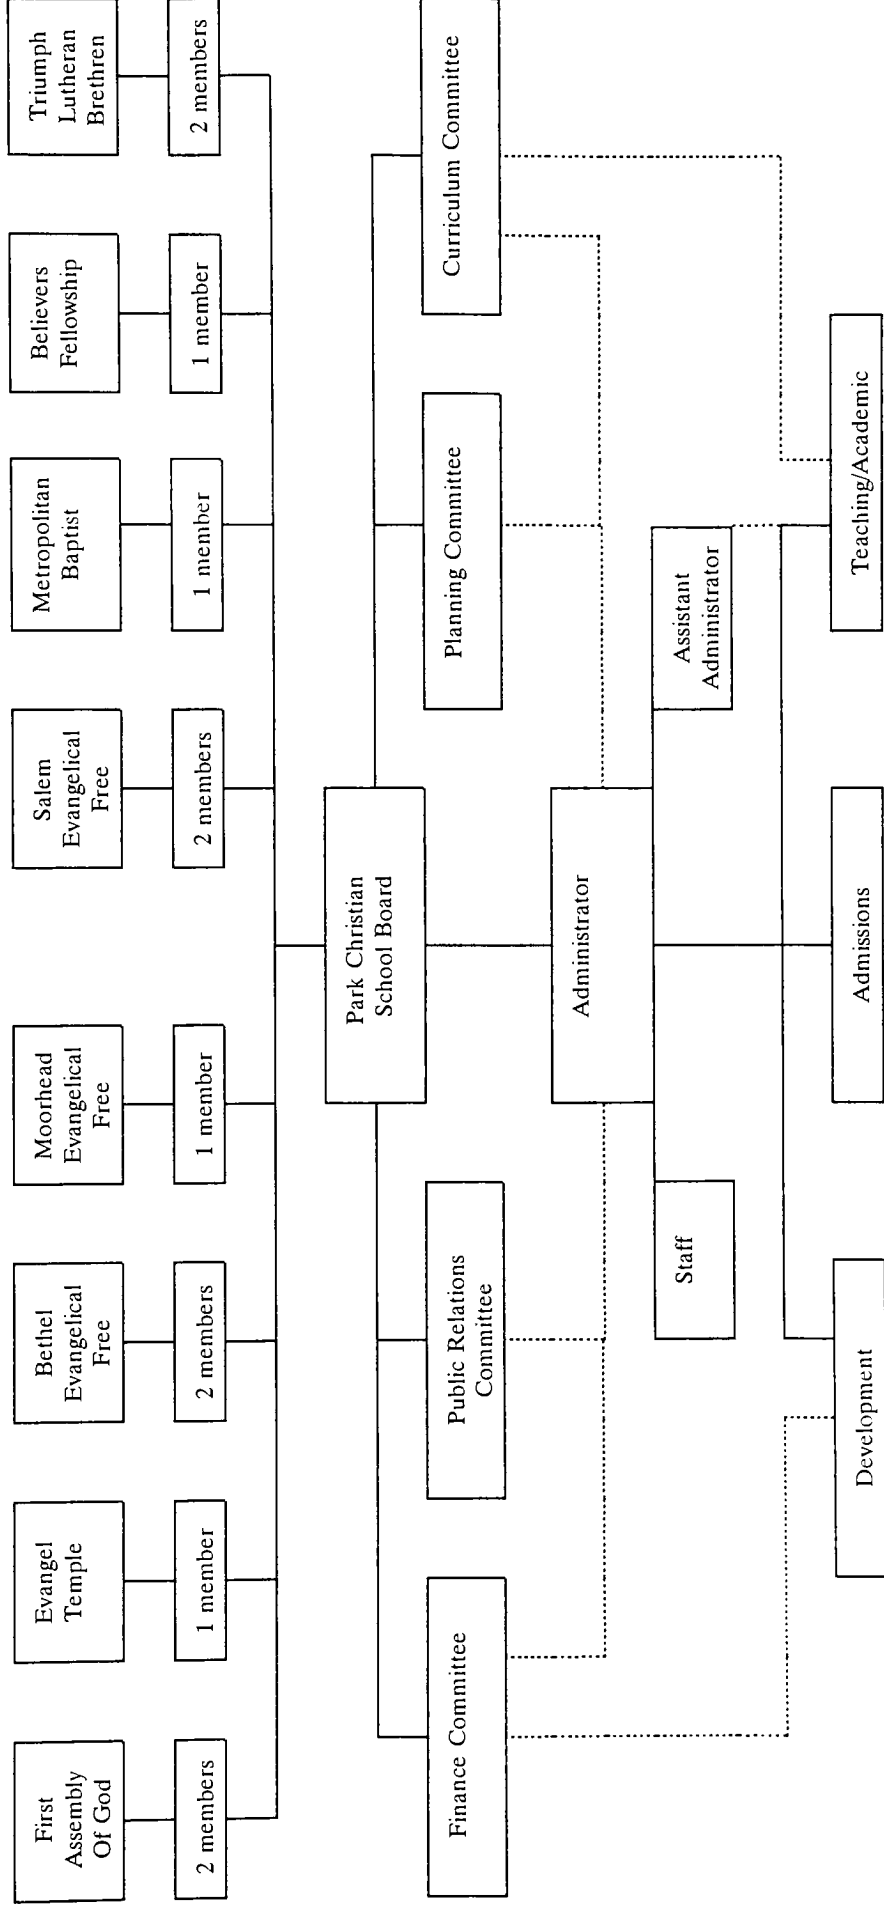 First
Assembly
Of God
Evangel
Temple
Bethel
Evangelical
Free
Moorhead
Evangelical
Free
Salem
Evangelical
Free
Metropolitan
Baptist
Believers
Fellowship
Triumph
Lutheran
Brethren
2 members
1 member
2 members
1 member
2 members
1 member
1 member
2 members
Park Christian
School Board
Finance Committee
Public Relations
Committee
Planning Committee
Curriculum Committee
Administrator
Staff
Assistant
Administrator
Development
Admissions
Teaching/Academic